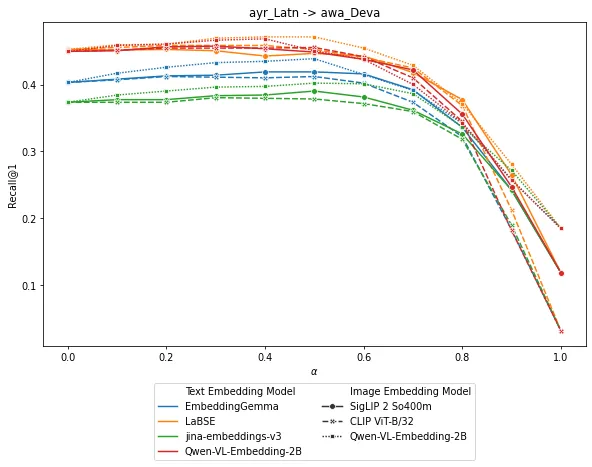 ayr_Latn -> awa_Deva
Recall@1
0.4
0.3
0.2
0.1
0.0 0.2 0.4 0.6 0.8 1.0
α
Text Embedding Model Image Embedding Model
EmbeddingGemma SigLIP 2 So400m
LaBSE CLIP ViT-B/32
jina-embeddings-v3 Qwen-VL-Embedding-2B
Qwen-VL-Embedding-2B